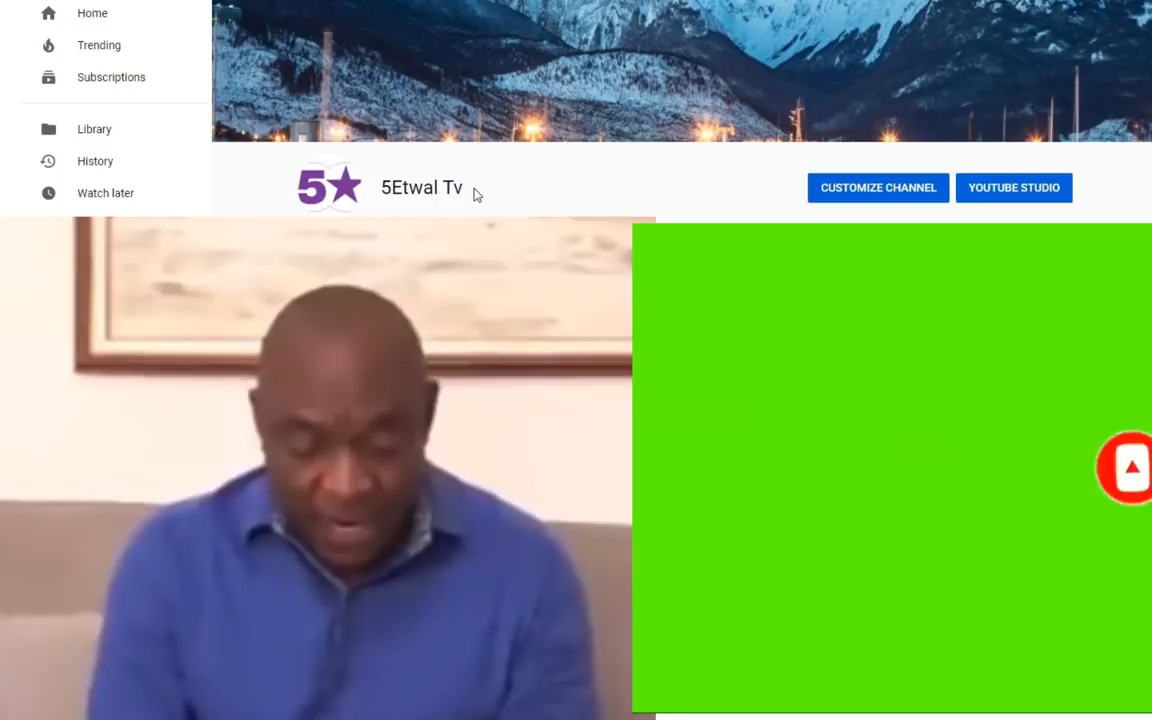 Home
Trending
Subscriptions
Library
History
Watch later
5★
5Etwal Tv
CUSTOMIZE CHANNEL
YOUTUBE STUDIO